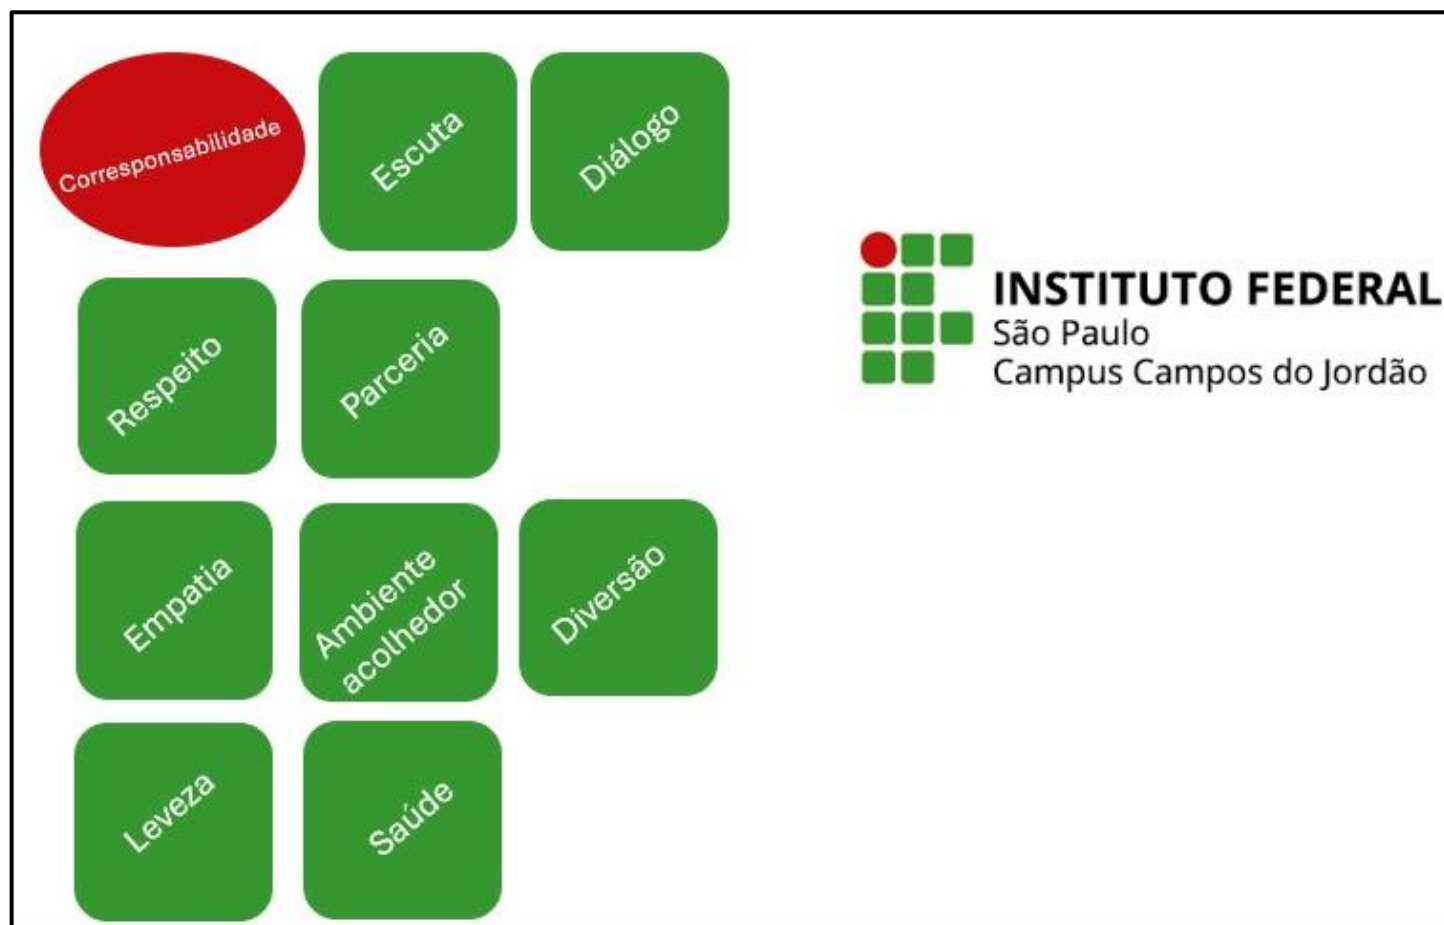 Corresponsabilidade
Escuta
Diálogo
Respeito
Parceria
Empatia
Ambiente
acolhedor
Diversão
Leveza
Saúde
INSTITUTO FEDERAL
São Paulo
Campus Campos do Jordão